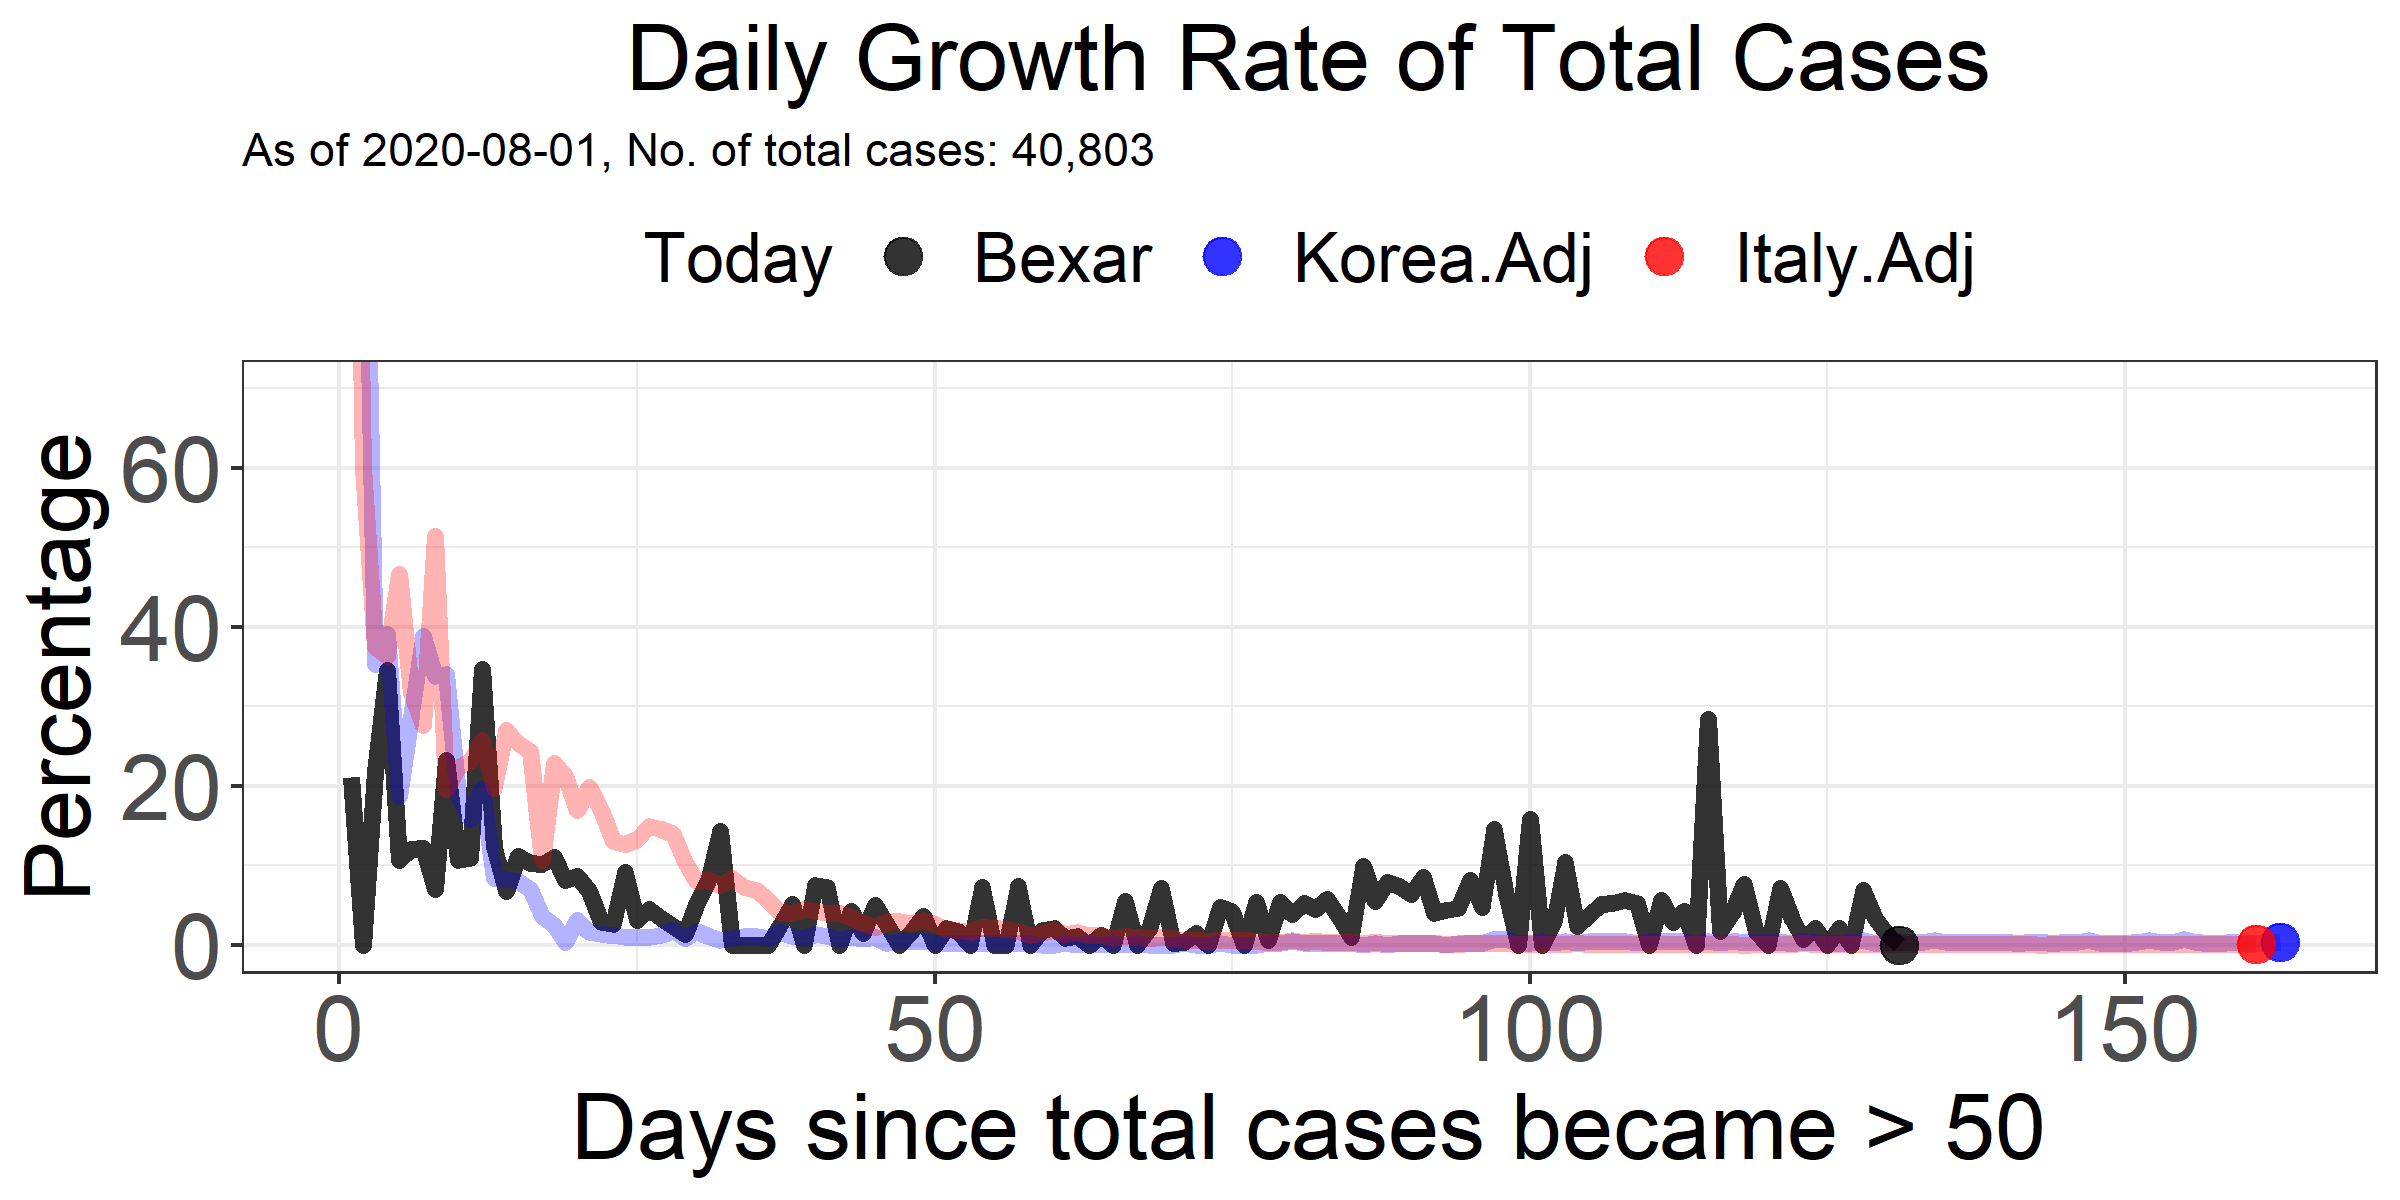 Daily Growth Rate of Total Cases
As of 2020-08-01, No. of total cases: 40,803
Today Bexar Korea.Adj Italy.Adj
Percentage
60
40
20
0
0 50 100 150
Days since total cases became > 50